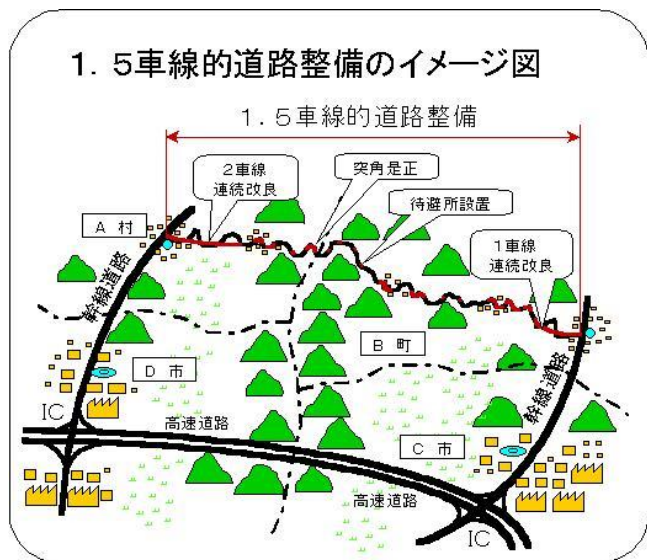 1．5車線的道路整備のイメージ図
1．5車線的道路整備
2車線
連続改良
突角是正
待避所設置
A 村
1車線
連続改良
幹線道路
B 町
D 市
幹線道路
IC
高速道路
C 市
高速道路
IC